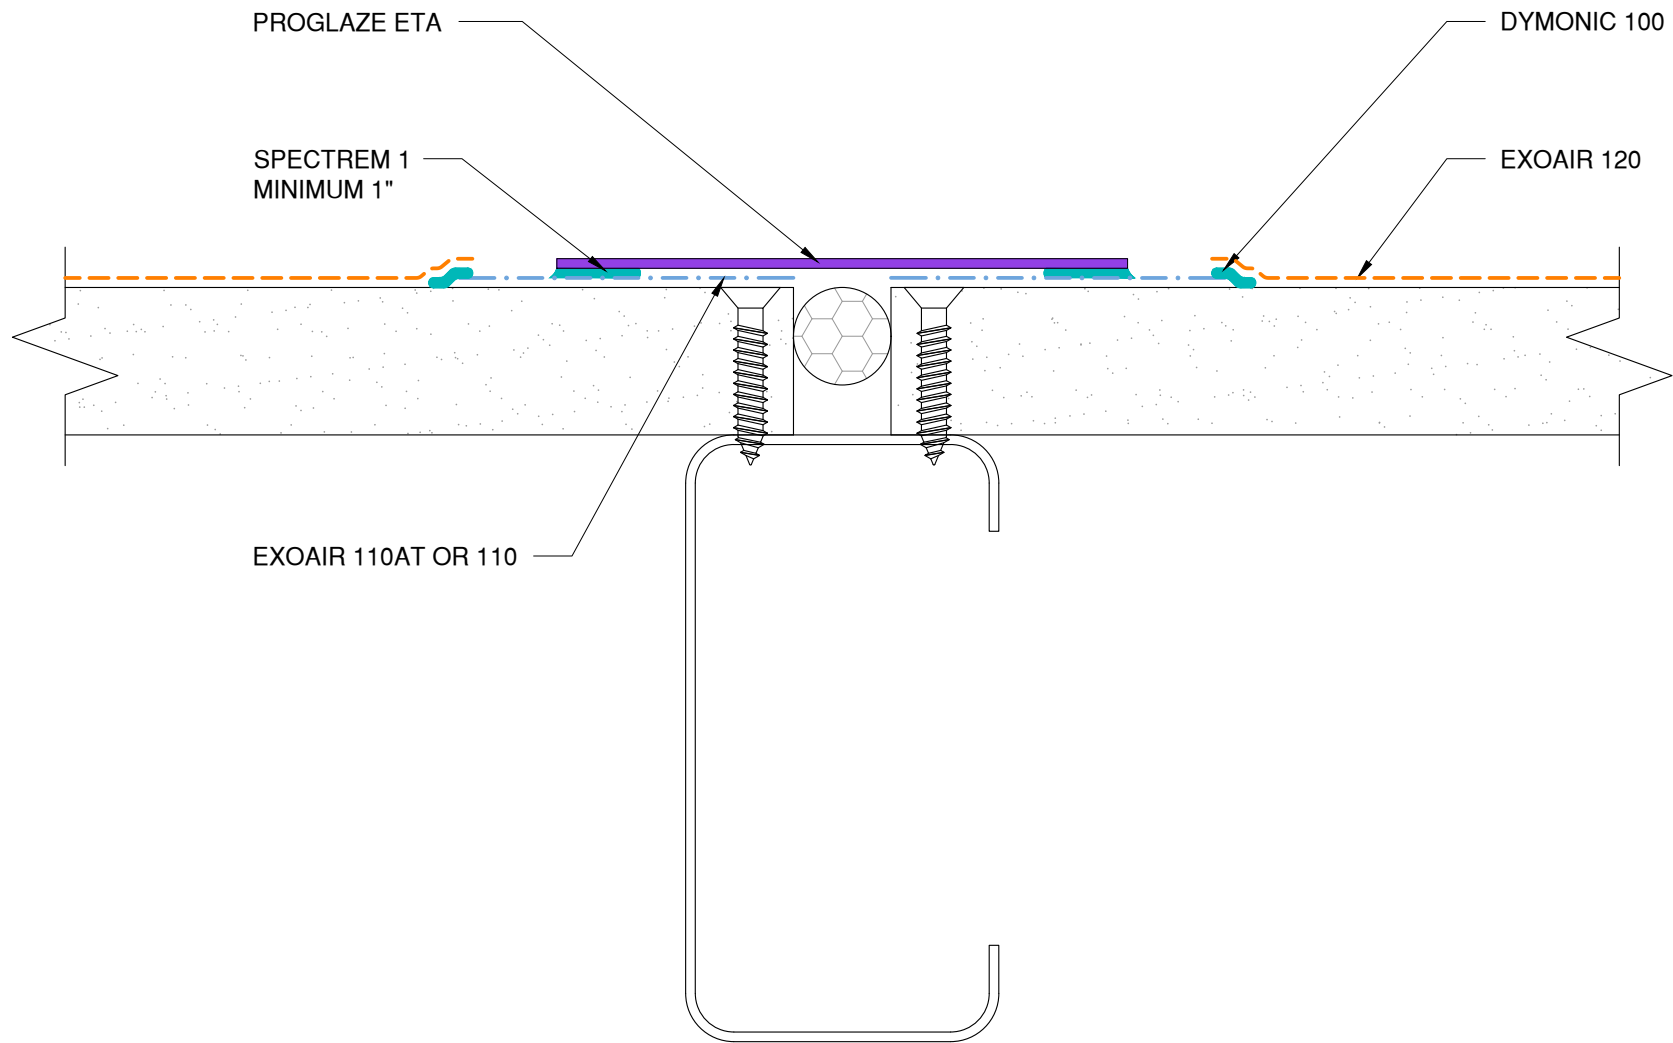 PROGLAZE ETA
DYMONIC 100
SPECTREM 1
MINIMUM 1"
EXOAIR 120
EXOAIR 110AT OR 110